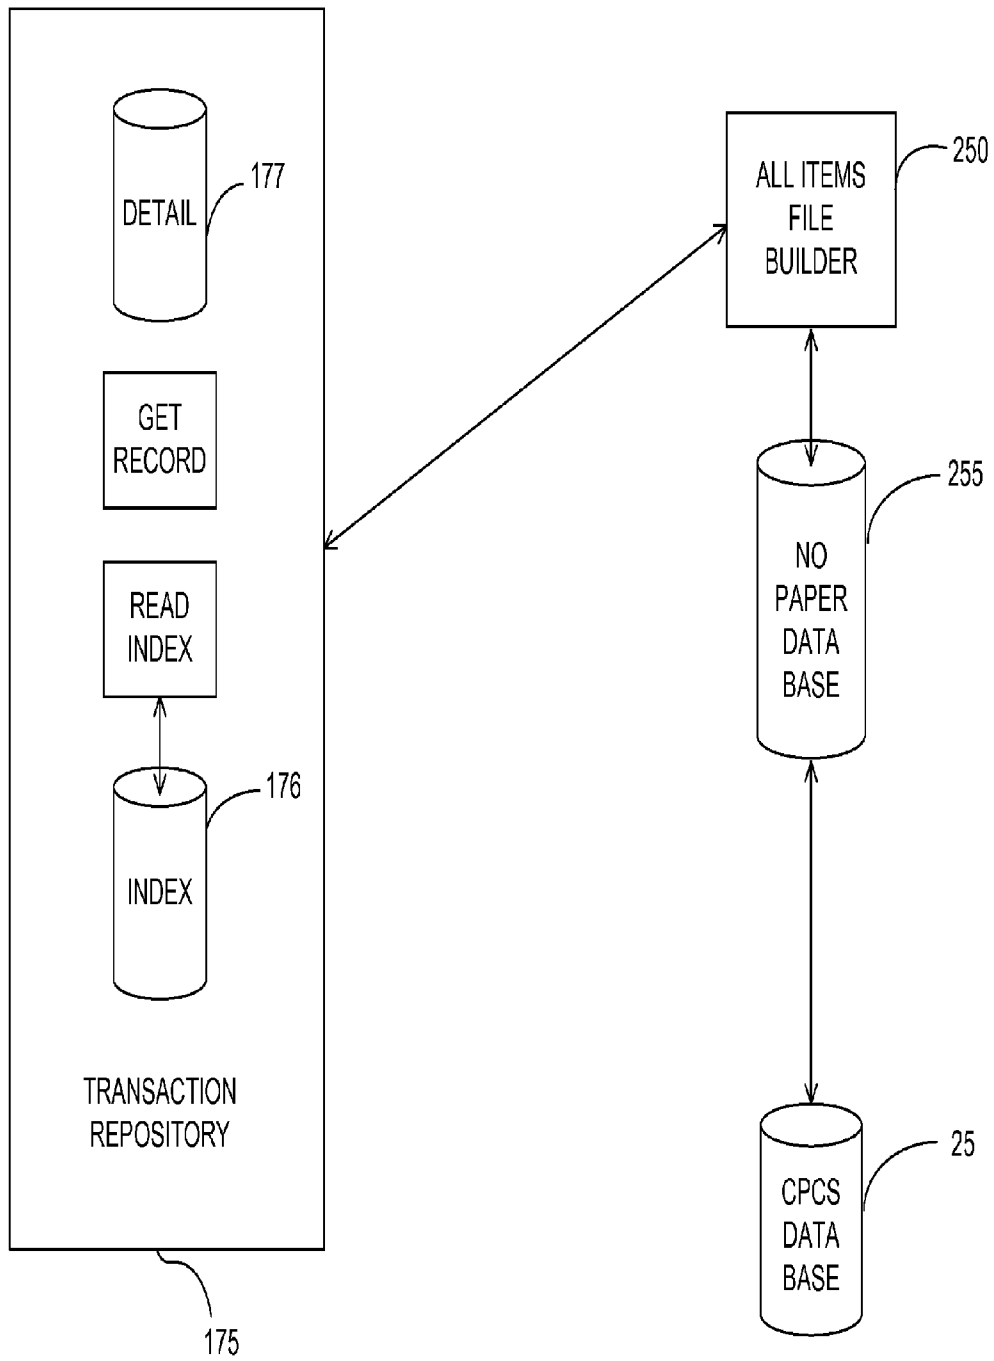 DETAIL
177
GET
RECORD
READ
INDEX
INDEX
176
TRANSACTION
REPOSITORY
175
ALL ITEMS
FILE
BUILDER
250
NO
PAPER
DATA
BASE
255
CPCS
DATA
BASE
25